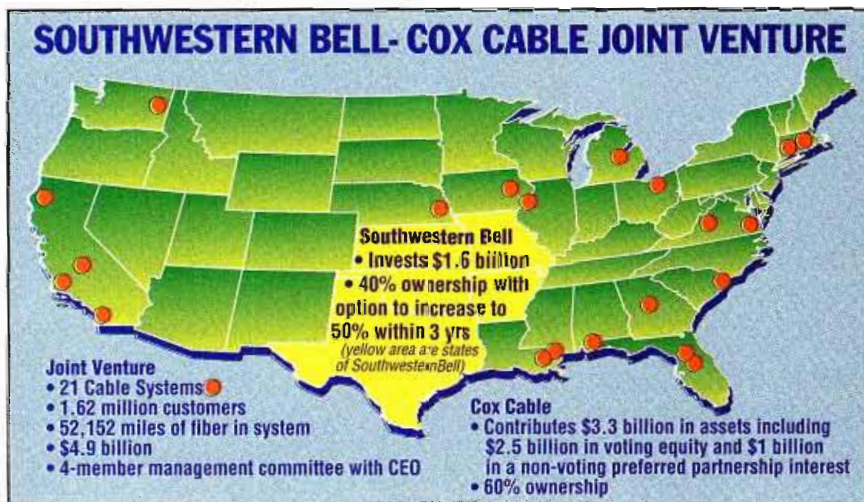 SOUTHWESTERN BELL- COX CABLE JOINT VENTURE
Southwestern Bell
• Invests $1.6 billion
• 40% ownership with
option to increase to
50% within 3 yrs
(yellow area are states
of SouthwesternBell)
Joint Venture
• 21 Cable Systems
• 1.62 million customers
• 52,152 miles of fiber in system
• $4.9 billion
• 4-member management committee with CEO
Cox Cable
• Contributes $3.3 billion in assets including
$2.5 billion in voting equity and $1 billion
in a non-voting preferred partnership interest
• 60% ownership